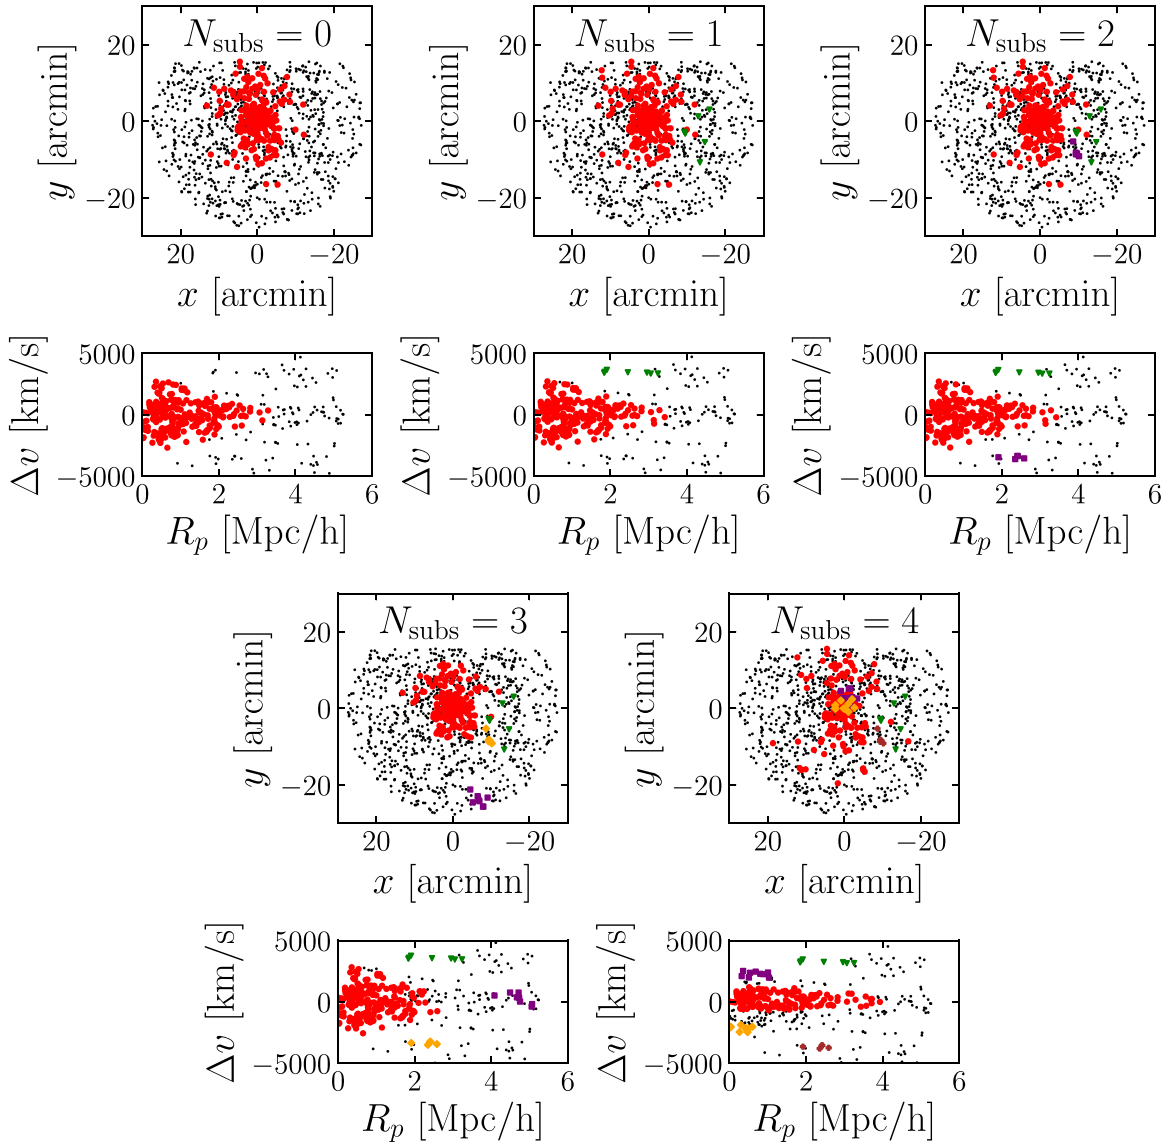 N_subs = 0
N_subs = 1
N_subs = 2
y [arcmin]
20
0
−20
y [arcmin]
20
0
−20
y [arcmin]
20
0
−20
20 0 −20
20 0 −20
20 0 −20
x [arcmin]
x [arcmin]
x [arcmin]
Δv [km/s]
5000
0
−5000
Δv [km/s]
5000
0
−5000
Δv [km/s]
5000
0
−5000
0 2 4 6
0 2 4 6
0 2 4 6
R_p [Mpc/h]
R_p [Mpc/h]
R_p [Mpc/h]
N_subs = 3
N_subs = 4
y [arcmin]
20
0
−20
y [arcmin]
20
0
−20
20 0 −20
20 0 −20
x [arcmin]
x [arcmin]
Δv [km/s]
5000
0
−5000
Δv [km/s]
5000
0
−5000
0 2 4 6
0 2 4 6
R_p [Mpc/h]
R_p [Mpc/h]